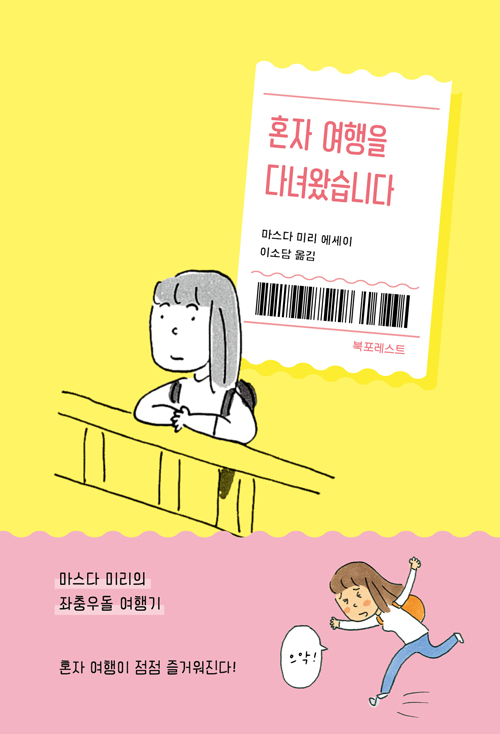 혼자 여행을
다녀왔습니다
마스다 미리 에세이
이소담 옮김
북포레스트
마스다 미리의
좌충우돌 여행기
혼자 여행이 점점 즐거워진다!
으악!